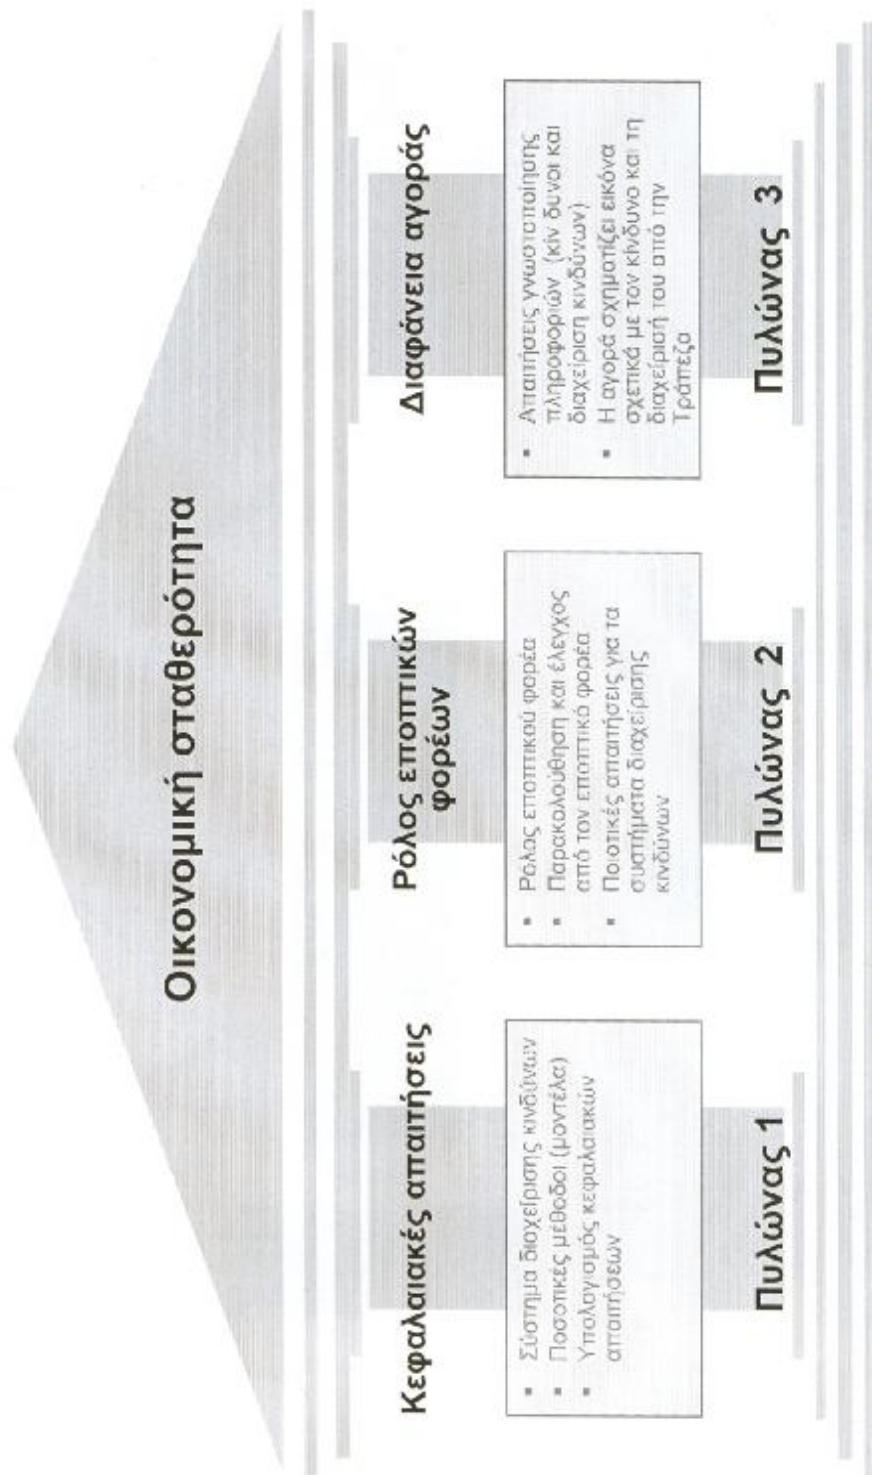 Οικονομική σταθερότητα
Κεφαλαιακές απαιτήσεις
▪ Σύστημα διαχείρισης κινδύνων
▪ Ποσοτικές μέθοδοι (μοντέλα)
▪ Υπολογισμός κεφαλαιακών
απαιτήσεων
Πυλώνας 1
Ρόλος εποπτικών
φορέων
▪ Ρόλος εποπτικού φορέα
▪ Παρακολούθηση και έλεγχος
από τον εποπτικό φορέα
▪ Ποιοτικές απαιτήσεις για τα
συστήματα διαχείρισης
κινδύνων
Πυλώνας 2
Διαφάνεια αγοράς
▪ Απαιτήσεις γνωστοποίησης
πληροφοριών (κίν δυνοι και
διαχείριση κινδύνων)
▪ Η αγορά σχηματίζει εικόνα
σχετικά με τον κίνδυνο και τη
διαχείρισή του από την
Τράπεζα
Πυλώνας 3